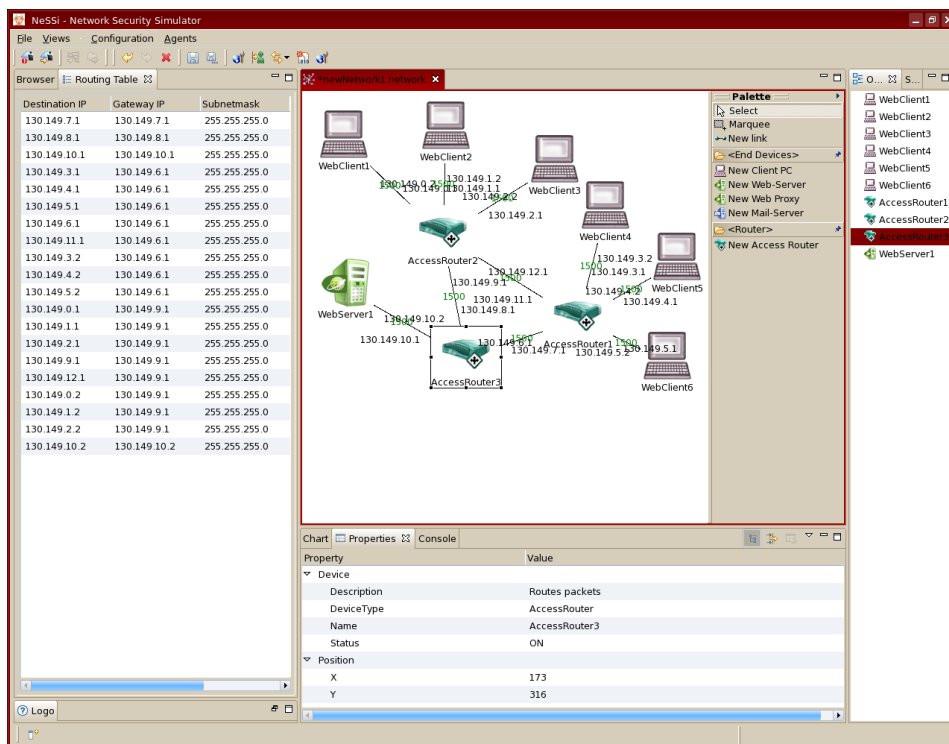 NeSSi - Network Security Simulator
File Views Configuration Agents
Browser Routing Table
Destination IP Gateway IP Subnetmask
130.149.7.1 130.149.7.1 255.255.255.0
130.149.8.1 130.149.8.1 255.255.255.0
130.149.10.1 130.149.10.1 255.255.255.0
130.149.3.1 130.149.6.1 255.255.255.0
130.149.4.1 130.149.6.1 255.255.255.0
130.149.5.1 130.149.6.1 255.255.255.0
130.149.6.1 130.149.6.1 255.255.255.0
130.149.11.1 130.149.6.1 255.255.255.0
130.149.3.2 130.149.6.1 255.255.255.0
130.149.4.2 130.149.6.1 255.255.255.0
130.149.5.2 130.149.6.1 255.255.255.0
130.149.0.1 130.149.9.1 255.255.255.0
130.149.1.1 130.149.9.1 255.255.255.0
130.149.2.1 130.149.9.1 255.255.255.0
130.149.9.1 130.149.9.1 255.255.255.0
130.149.12.1 130.149.9.1 255.255.255.0
130.149.0.2 130.149.9.1 255.255.255.0
130.149.1.2 130.149.9.1 255.255.255.0
130.149.2.2 130.149.9.1 255.255.255.0
130.149.10.2 130.149.10.2 255.255.255.0
Logo
*newNetwork1.network
WebClient1
WebClient2
WebClient3
130.149.1.2
130.149.1.1
130.149.2.1
WebClient4
AccessRouter2
130.149.3.2
130.149.3.1
130.149.12.1
1500
130.149.9.1
1500
WebClient5
1500
130.149.4.1
130.149.11.1
130.149.8.1
WebServer1
130.149.10.2
130.149.10.1
AccessRouter1
130.149.7.1
130.149.5.2
130.149.5.1
AccessRouter3
WebClient6
Palette
Select
Marquee
New link
<End Devices>
New Client PC
New Web-Server
New Web Proxy
New Mail-Server
<Router>
New Access Router
O... S...
WebClient1
WebClient2
WebClient3
WebClient4
WebClient5
WebClient6
AccessRouter1
AccessRouter2
WebServer1
Chart Properties Console
Property Value
Device
Description Routes packets
DeviceType AccessRouter
Name AccessRouter3
Status ON
Position
X 173
Y 316